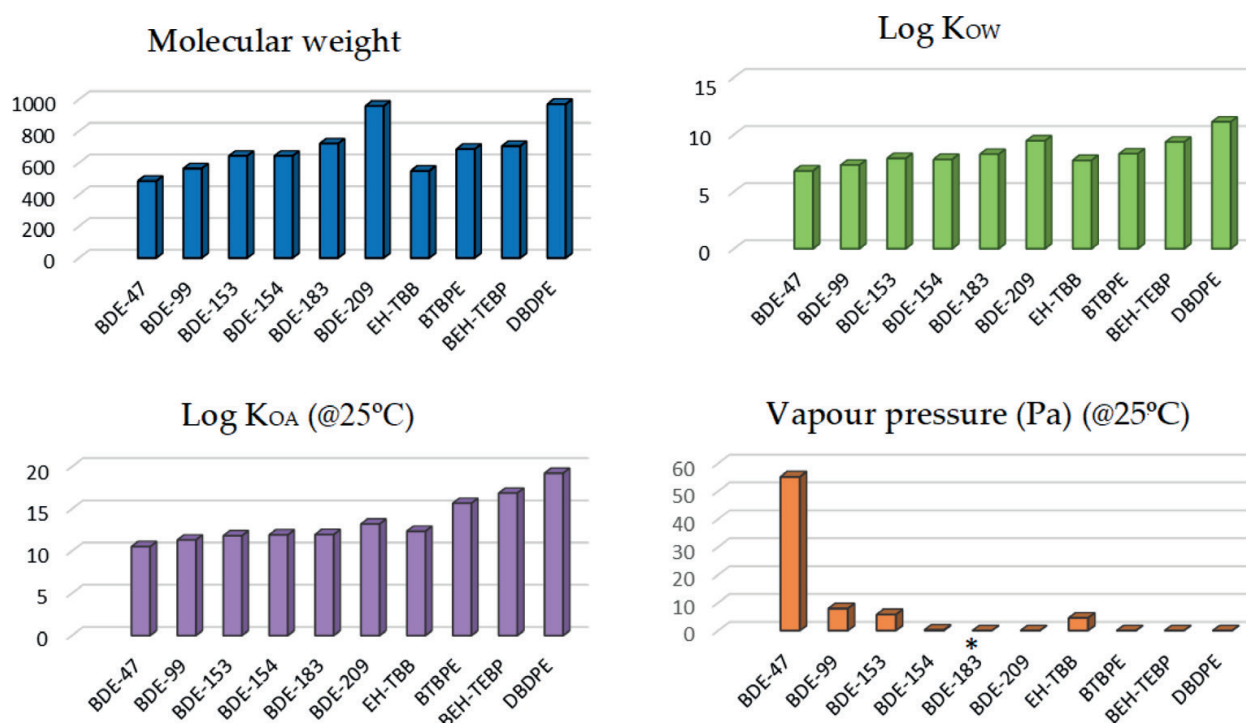 Molecular weight
1000
800
600
400
200
0
BDE-47
BDE-99
BDE-153
BDE-154
BDE-183
BDE-209
EH-TBB
BTBPE
BEH-TEBP
DBDPE
Log KOW
15
10
5
0
BDE-47
BDE-99
BDE-153
BDE-154
BDE-183
BDE-209
EH-TBB
BTBPE
BEH-TEBP
DBDPE
Log KOA (@25ºC)
20
15
10
5
0
BDE-47
BDE-99
BDE-153
BDE-154
BDE-183
BDE-209
EH-TBB
BTBPE
BEH-TEBP
DBDPE
Vapour pressure (Pa) (@25ºC)
60
50
40
30
20
10
0
*
BDE-47
BDE-99
BDE-153
BDE-154
BDE-183
BDE-209
EH-TBB
BTBPE
BEH-TEBP
DBDPE